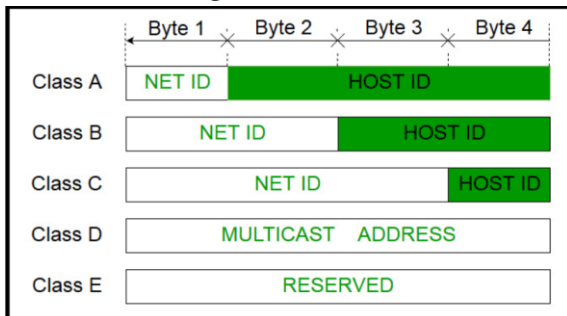 Byte 1 Byte 2 Byte 3 Byte 4
Class A NET ID HOST ID
Class B NET ID HOST ID
Class C NET ID HOST ID
Class D MULTICAST ADDRESS
Class E RESERVED